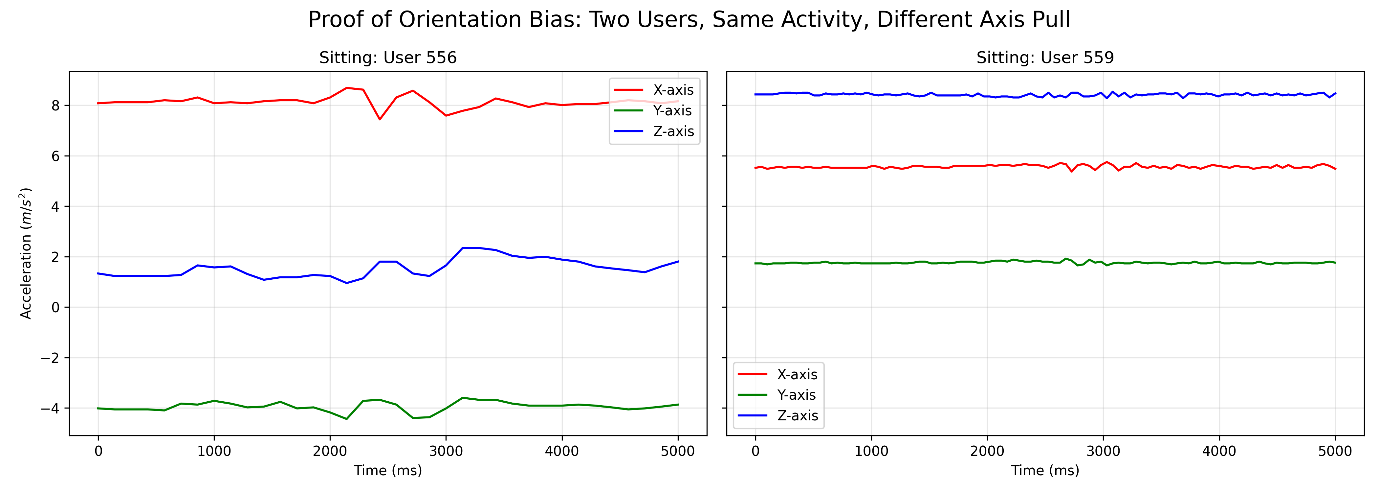 Proof of Orientation Bias: Two Users, Same Activity, Different Axis Pull
Sitting: User 556
Acceleration (m/s²)
8
6
4
2
0
−2
−4
X-axis
Y-axis
Z-axis
0 1000 2000 3000 4000 5000
Time (ms)
Sitting: User 559
X-axis
Y-axis
Z-axis
0 1000 2000 3000 4000 5000
Time (ms)